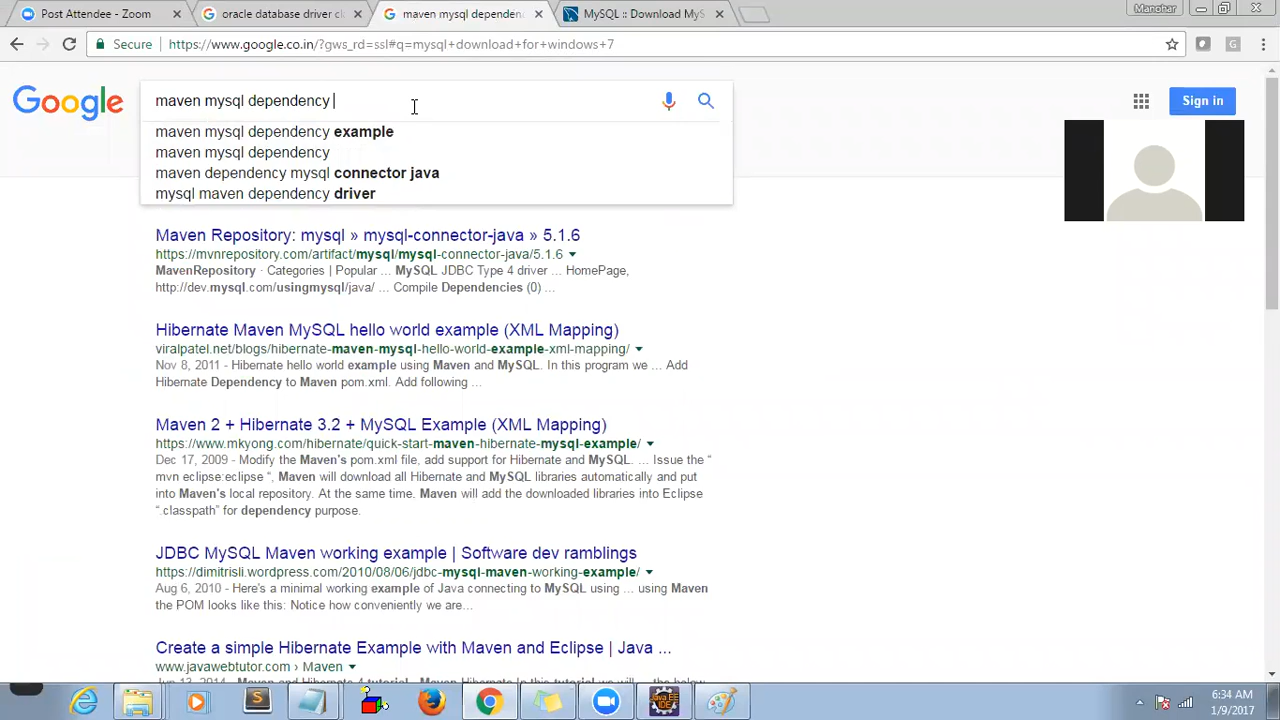 Post Attendee - Zoom
oracle database driver cl
maven mysql dependenc
MySQL :: Download MyS
Manohar
Secure
https://www.google.co.in/?gws_rd=ssl#q=mysql+download+for+windows+7
Google
maven mysql dependency
Sign in
maven mysql dependency example
maven mysql dependency
maven dependency mysql connector java
mysql maven dependency driver
Maven Repository: mysql » mysql-connector-java » 5.1.6
https://mvnrepository.com/artifact/mysql/mysql-connector-java/5.1.6
MavenRepository · Categories | Popular ... MySQL JDBC Type 4 driver ... HomePage,
http://dev.mysql.com/usingmysql/java/ ... Compile Dependencies (0) ...
Hibernate Maven MySQL hello world example (XML Mapping)
viralpatel.net/blogs/hibernate-maven-mysql-hello-world-example-xml-mapping/
Nov 8, 2011 - Hibernate hello world example using Maven and MySQL. In this program we ... Add
Hibernate Dependency to Maven pom.xml. Add following ...
Maven 2 + Hibernate 3.2 + MySQL Example (XML Mapping)
https://www.mkyong.com/hibernate/quick-start-maven-hibernate-mysql-example/
Dec 17, 2009 - Modify the Maven's pom.xml file, add support for Hibernate and MySQL. ... Issue the “
mvn eclipse:eclipse “, Maven will download all Hibernate and MySQL libraries automatically and put
into Maven's local repository. At the same time. Maven will add the downloaded libraries into Eclipse
“.classpath” for dependency purpose.
JDBC MySQL Maven working example | Software dev ramblings
https://dimitrisli.wordpress.com/2010/08/06/jdbc-mysql-maven-working-example/
Aug 6, 2010 - Here's a minimal working example of Java connecting to MySQL using ... using Maven
the POM looks like this: Notice how conveniently we are...
Create a simple Hibernate Example with Maven and Eclipse | Java ...
www.javawebtutor.com › Maven
Jun 13, 2014 - Maven and Hibernate 4 tutorial
Java EE
IDE
6:34 AM
1/9/2017